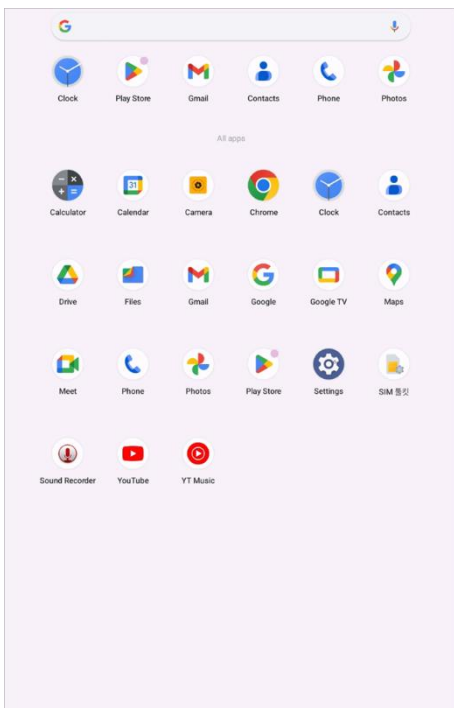 Clock Play Store Gmail Contacts Phone Photos
All apps
31
Calculator Calendar Camera Chrome Clock Contacts
Drive Files Gmail Google Google TV Maps
Meet Phone Photos Play Store Settings SIM 툴킷
Sound Recorder YouTube YT Music